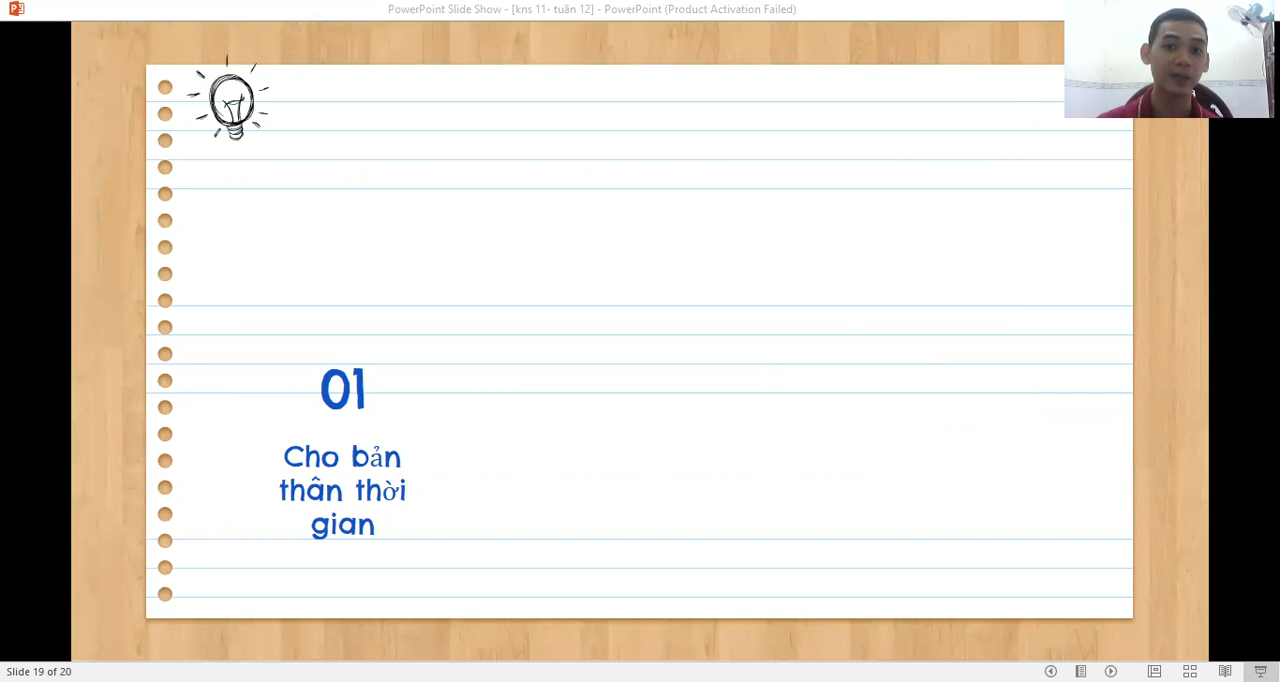 PowerPoint Slide Show - [kns 11- tuần 12] - PowerPoint (Product Activation Failed)
01
Cho bản
thân thời
gian
Slide 19 of 20